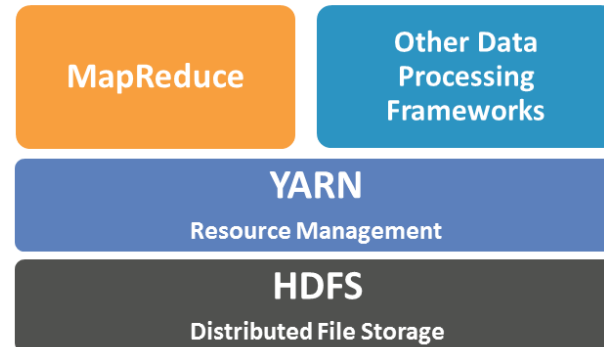 MapReduce
Other Data
Processing
Frameworks
YARN
Resource Management
HDFS
Distributed File Storage